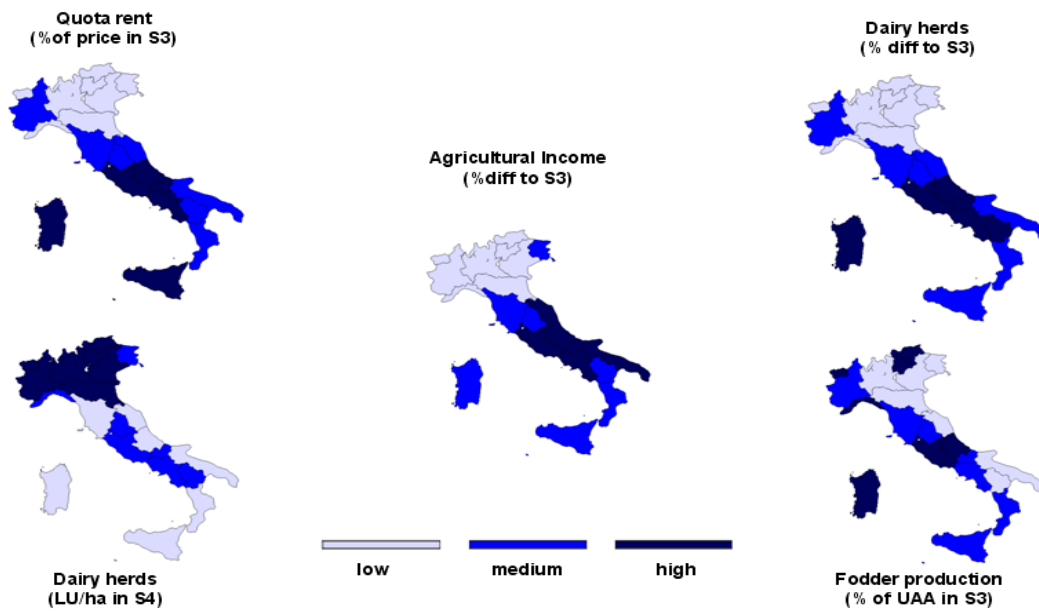 Quota rent
(%of price in S3)
Dairy herds
(% diff to S3)
Agricultural Income
(%diff to S3)
low
medium
high
Dairy herds
(LU/ha in S4)
Fodder production
(% of UAA in S3)